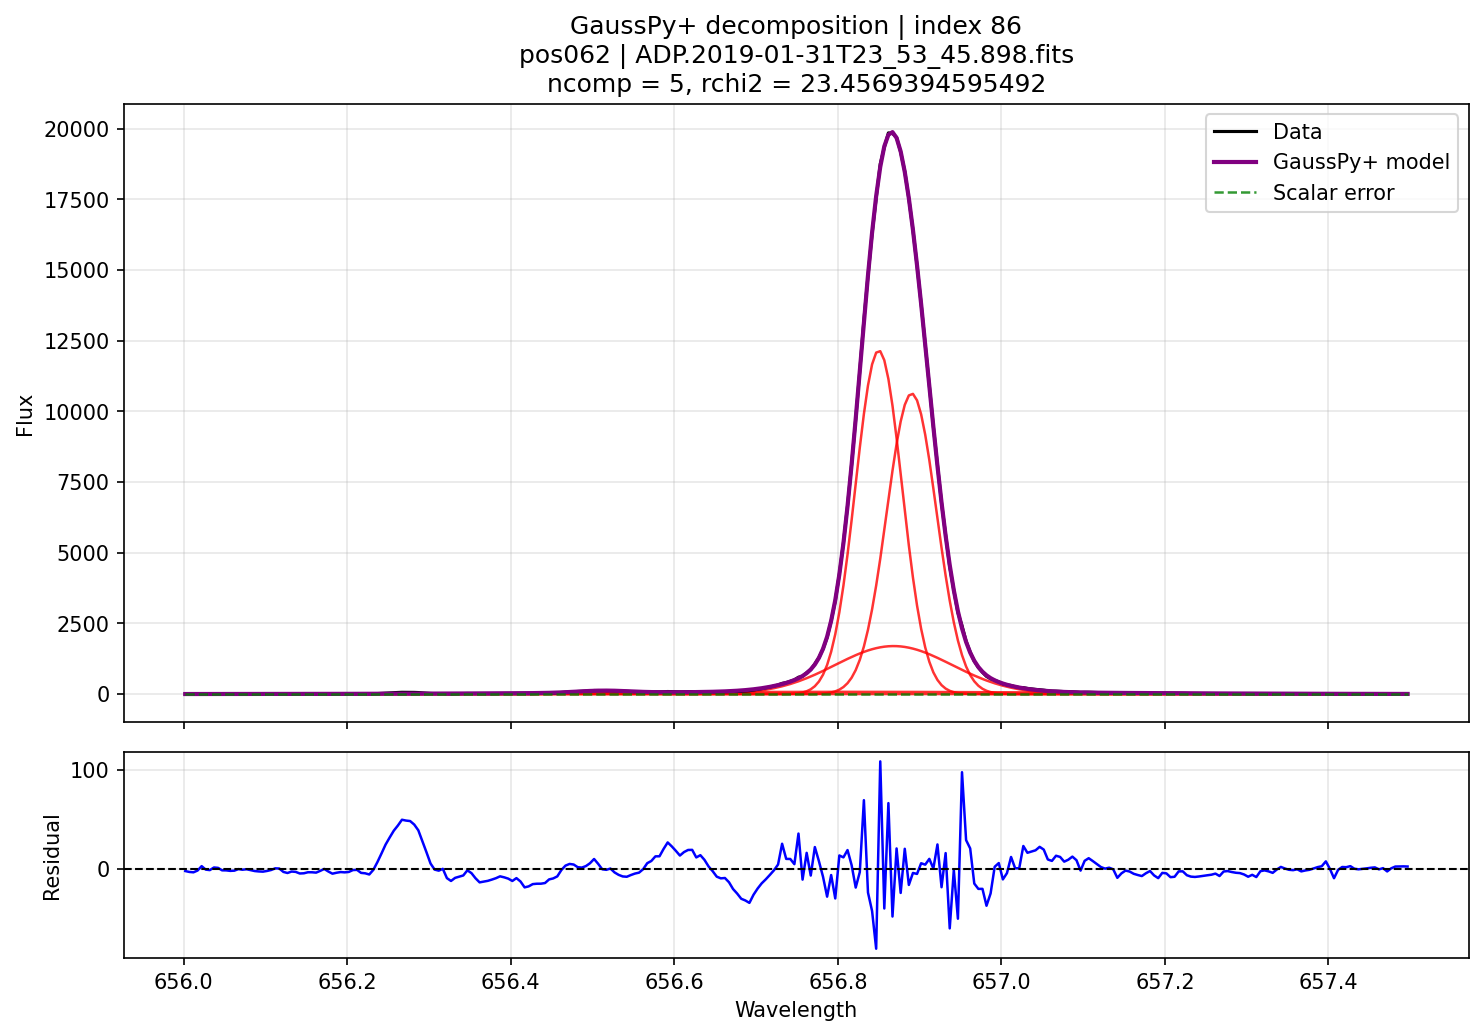 GaussPy+ decomposition | index 86
pos062 | ADP.2019-01-31T23_53_45.898.fits
ncomp = 5, rchi2 = 23.4569394595492
20000
17500
15000
12500
10000
7500
5000
2500
0
Flux
Data
GaussPy+ model
Scalar error
100
0
Residual
656.0 656.2 656.4 656.6 656.8 657.0 657.2 657.4
Wavelength